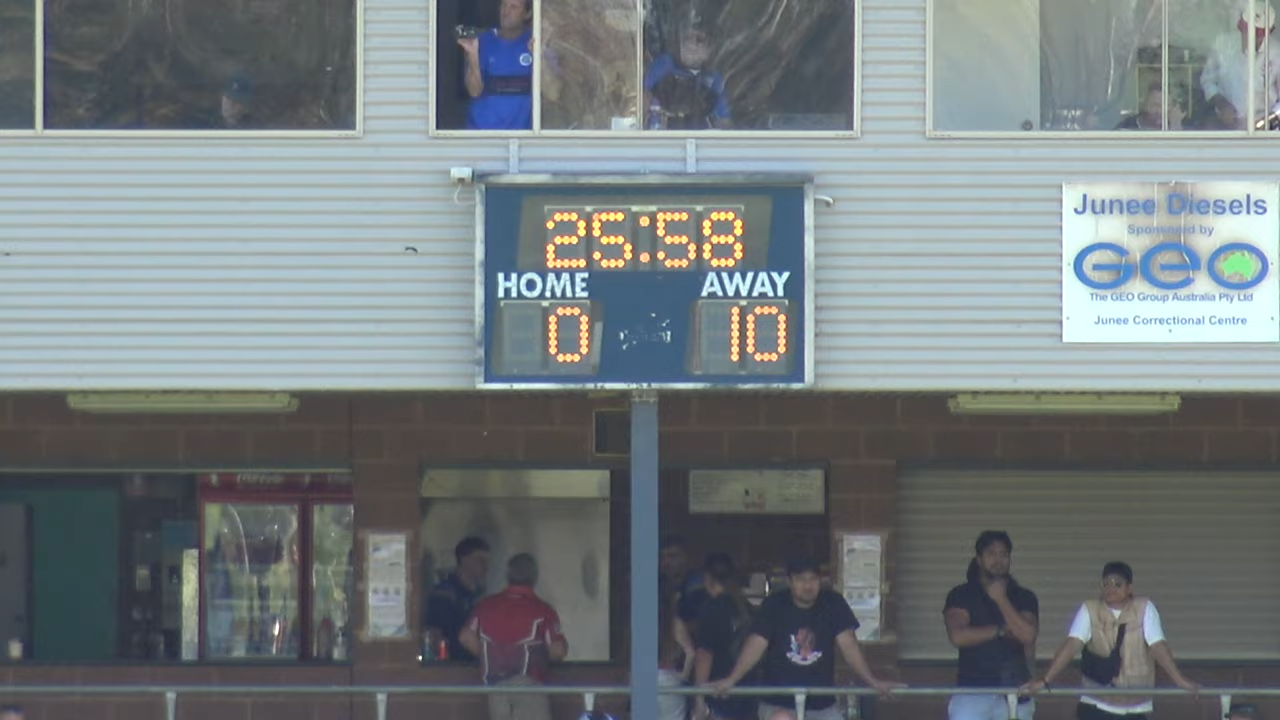 25:58
HOME AWAY
0 10
Junee Diesels
Sponsored by
GEO
The GEO Group Australia Pty Ltd
Junee Correctional Centre